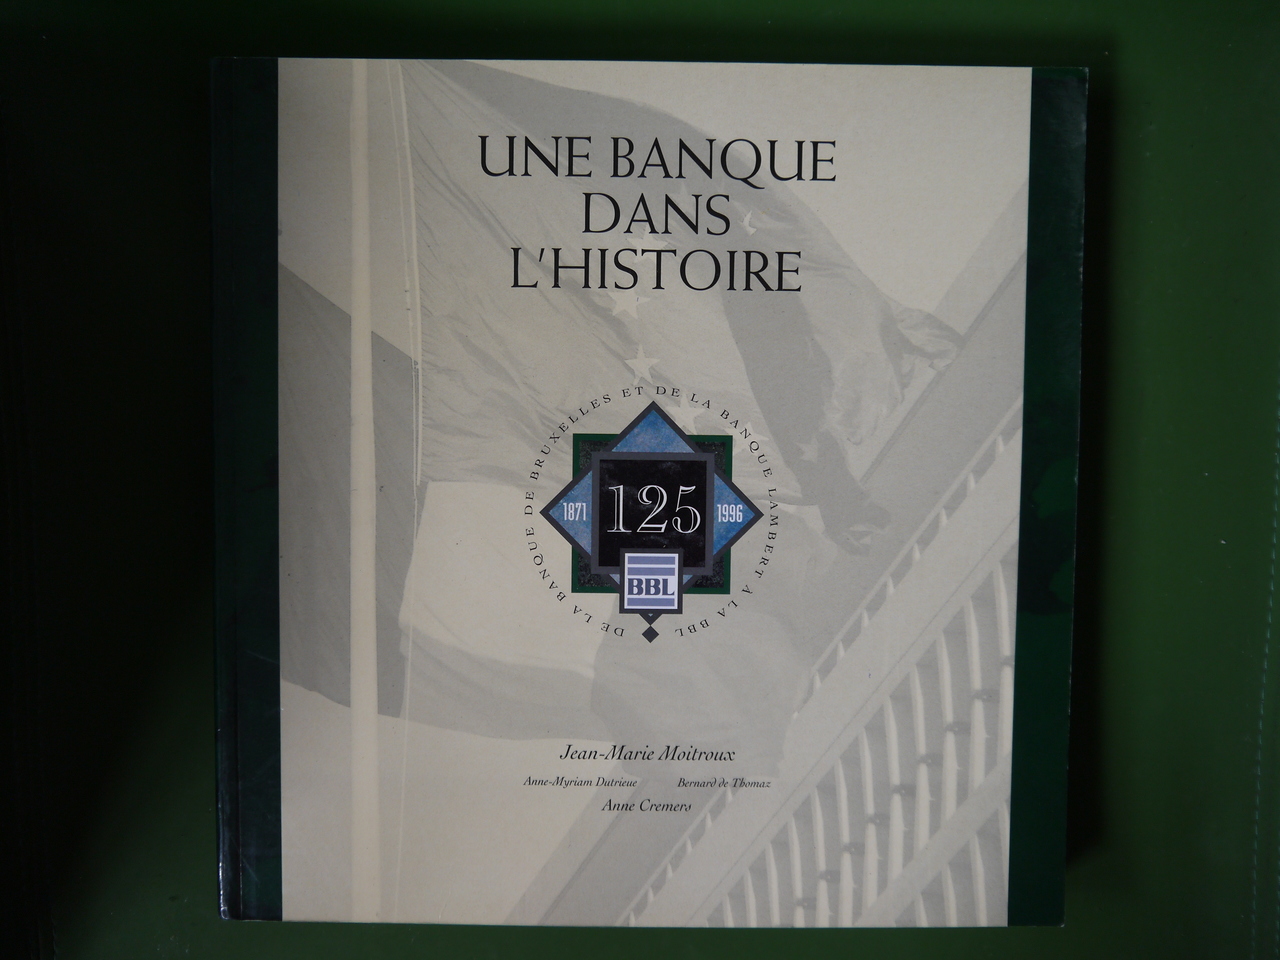 UNE BANQUE
DANS
L'HISTOIRE
DE LA BANQUE DE BRUXELLES ET DE LA BANQUE LAMBERT À LA BBL
1871
125
1996
BBL
Jean-Marie Moitroux
Anne-Myriam Dutrieue Bernard de Thomaz
Anne Cremers